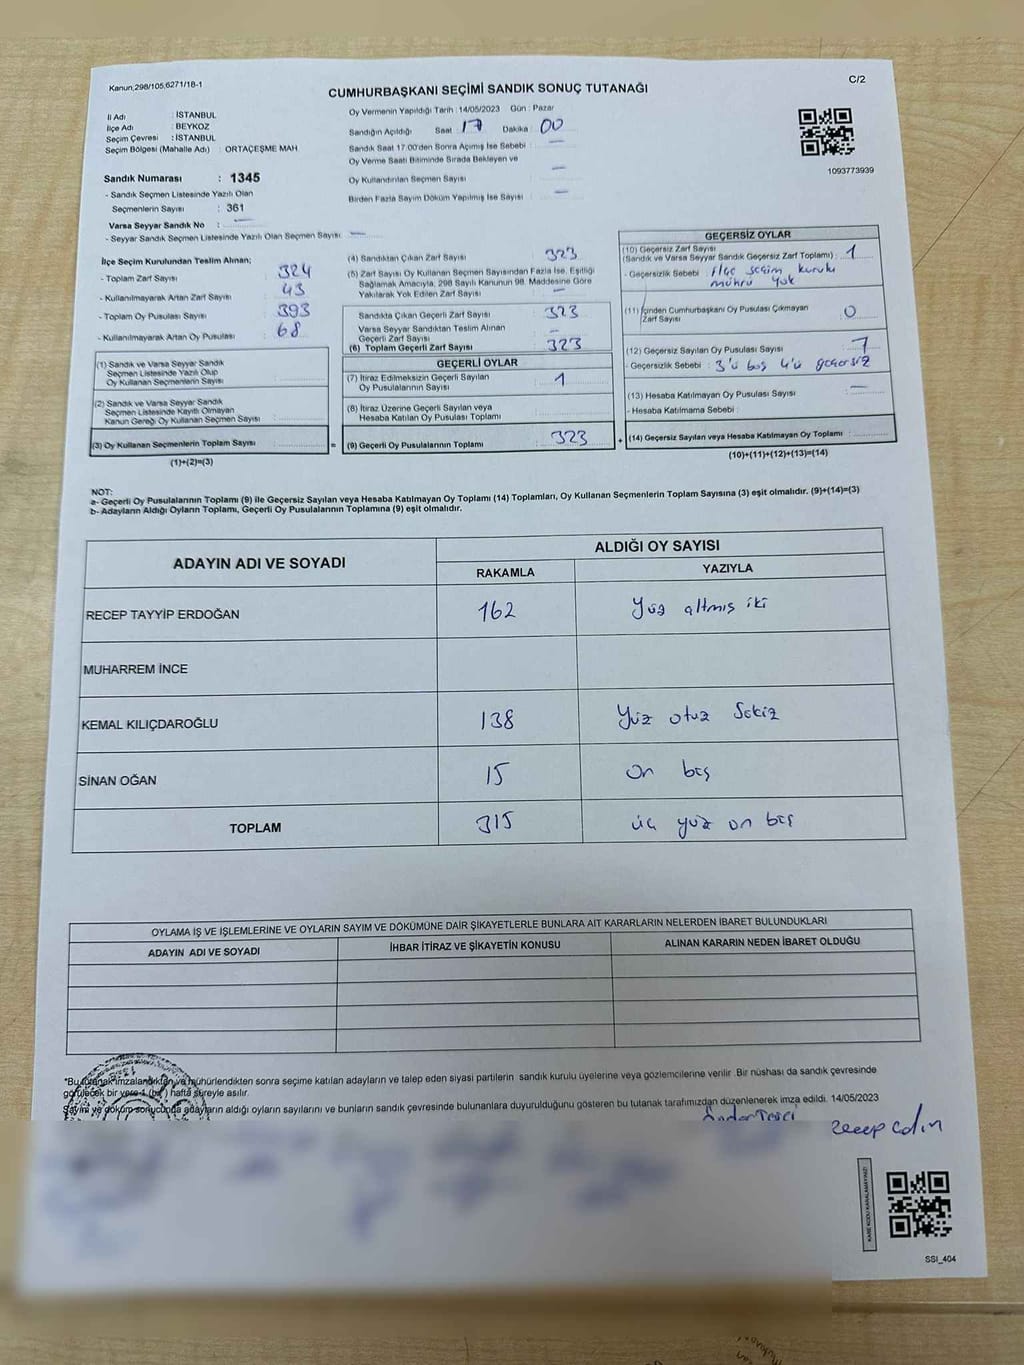 Kanun,298/105,6271/18-1
C/2
CUMHURBAŞKANI SEÇİMİ SANDIK SONUÇ TUTANAĞI
İl Adı : İSTANBUL
İlçe Adı : BEYKOZ
Seçim Çevresi : İSTANBUL
Seçim Bölgesi (Mahalle Adı) : ORTAÇEŞME MAH
Sandık Numarası : 1345
- Sandık Seçmen Listesinde Yazılı Olan
Seçmenlerin Sayısı : 361
Varsa Seyyar Sandık No : —
- Seyyar Sandık Seçmen Listesinde Yazılı Olan Seçmen Sayısı : —
Oy Vermenin Yapıldığı Tarih : 14/05/2023 Gün : Pazar
Sandığın Açıldığı Saat : 17 Dakika : 00
Sandık Saat 17.00'den Sonra Açımış İse Sebebi : —
Oy Verme Saati Bitiminde Sırada Bekleyen ve
Oy Kullandırılan Seçmen Sayısı : —
Birden Fazla Sayım Döküm Yapılmış İse Sayısı : —
1093773939
İlçe Seçim Kurulundan Teslim Alınan;
- Toplam Zarf Sayısı : 324
- Kullanılmayarak Artan Zarf Sayısı : 43
- Toplam Oy Pusulası Sayısı : 393
- Kullanılmayarak Artan Oy Pusulası : 68
(1) Sandık ve Varsa Seyyar Sandık
Seçmen Listesinde Yazılı Olup
Oy Kullanan Seçmenlerin Sayısı :
(2) Sandık ve Varsa Seyyar Sandık
Seçmen Listesinde Kayıtlı Olmayan
Kanun Gereği Oy Kullanan Seçmen Sayısı :
(3) Oy Kullanan Seçmenlerin Toplam Sayısı : =
(1)+(2)=(3)
(4) Sandıktan Çıkan Zarf Sayısı : 323
(5) Zarf Sayısı Oy Kullanan Seçmen Sayısından Fazla İse, Eşitliği
Sağlamak Amacıyla, 298 Sayılı Kanunun 98. Maddesine Göre
Yakılarak Yok Edilen Zarf Sayısı : —
Sandıkta Çıkan Geçerli Zarf Sayısı : 323
Varsa Seyyar Sandıktan Teslim Alınan
Geçerli Zarf Sayısı : —
(6) Toplam Geçerli Zarf Sayısı : 323
GEÇERLİ OYLAR
(7) İtiraz Edilmeksizin Geçerli Sayılan
Oy Pusulalarının Sayısı : 1
(8) İtiraz Üzerine Geçerli Sayılan veya
Hesaba Katılan Oy Pusulası Toplamı :
(9) Geçerli Oy Pusulalarının Toplamı : 323 +
GEÇERSİZ OYLAR
(10) Geçersiz Zarf Sayısı
(Sandık ve Varsa Seyyar Sandık Geçersiz Zarf Toplamı) : 1
- Geçersizlik Sebebi : ilçe seçim kurulu
mührü yok
(11) İçinden Cumhurbaşkanı Oy Pusulası Çıkmayan
Zarf Sayısı : 0
(12) Geçersiz Sayılan Oy Pusulası Sayısı : 7
- Geçersizlik Sebebi : 3'ü boş 4'ü geçersiz
(13) Hesaba Katılmayan Oy Pusulası Sayısı : —
- Hesaba Katılmama Sebebi :
(14) Geçersiz Sayılan veya Hesaba Katılmayan Oy Toplamı :
(10)+(11)+(12)+(13)=(14)
NOT:
a- Geçerli Oy Pusulalarının Toplamı (9) ile Geçersiz Sayılan veya Hesaba Katılmayan Oy Toplamı (14) Toplamları, Oy Kullanan Seçmenlerin Toplam Sayısına (3) eşit olmalıdır. (9)+(14)=(3)
b- Adayların Aldığı Oyların Toplamı, Geçerli Oy Pusulalarının Toplamına (9) eşit olmalıdır.
ADAYIN ADI VE SOYADI
ALDIĞI OY SAYISI
RAKAMLA YAZIYLA
RECEP TAYYİP ERDOĞAN 162 Yüz altmış iki
MUHARREM İNCE
KEMAL KILIÇDAROĞLU 138 Yüz otuz Sekiz
SİNAN OĞAN 15 On beş
TOPLAM 315 üç yüz on beş
OYLAMA İŞ VE İŞLEMLERİNE VE OYLARIN SAYIM VE DÖKÜMÜNE DAİR ŞİKAYETLERLE BUNLARA AİT KARARLARIN NELERDEN İBARET BULUNDUKLARI
ADAYIN ADI VE SOYADI İHBAR İTİRAZ VE ŞİKAYETİN KONUSU ALINAN KARARIN NEDEN İBARET OLDUĞU
*Bu tutanak imzalandıktan ve mühürlendikten sonra seçime katılan adayların ve talep eden siyasi partilerin sandık kurulu üyelerine veya gözlemcilerine verilir. Bir nüshası da sandık çevresinde
görülecek bir yere 1 (bir) hafta süreyle asılır.
Sayım ve döküm sonucunda adayların aldığı oyların sayılarını ve bunların sandık çevresinde bulunanlara duyurulduğunu gösteren bu tutanak tarafımızdan düzenlenerek imza edildi. 14/05/2023
KARE KODU KARALAMAYINIZ!
SSI_404